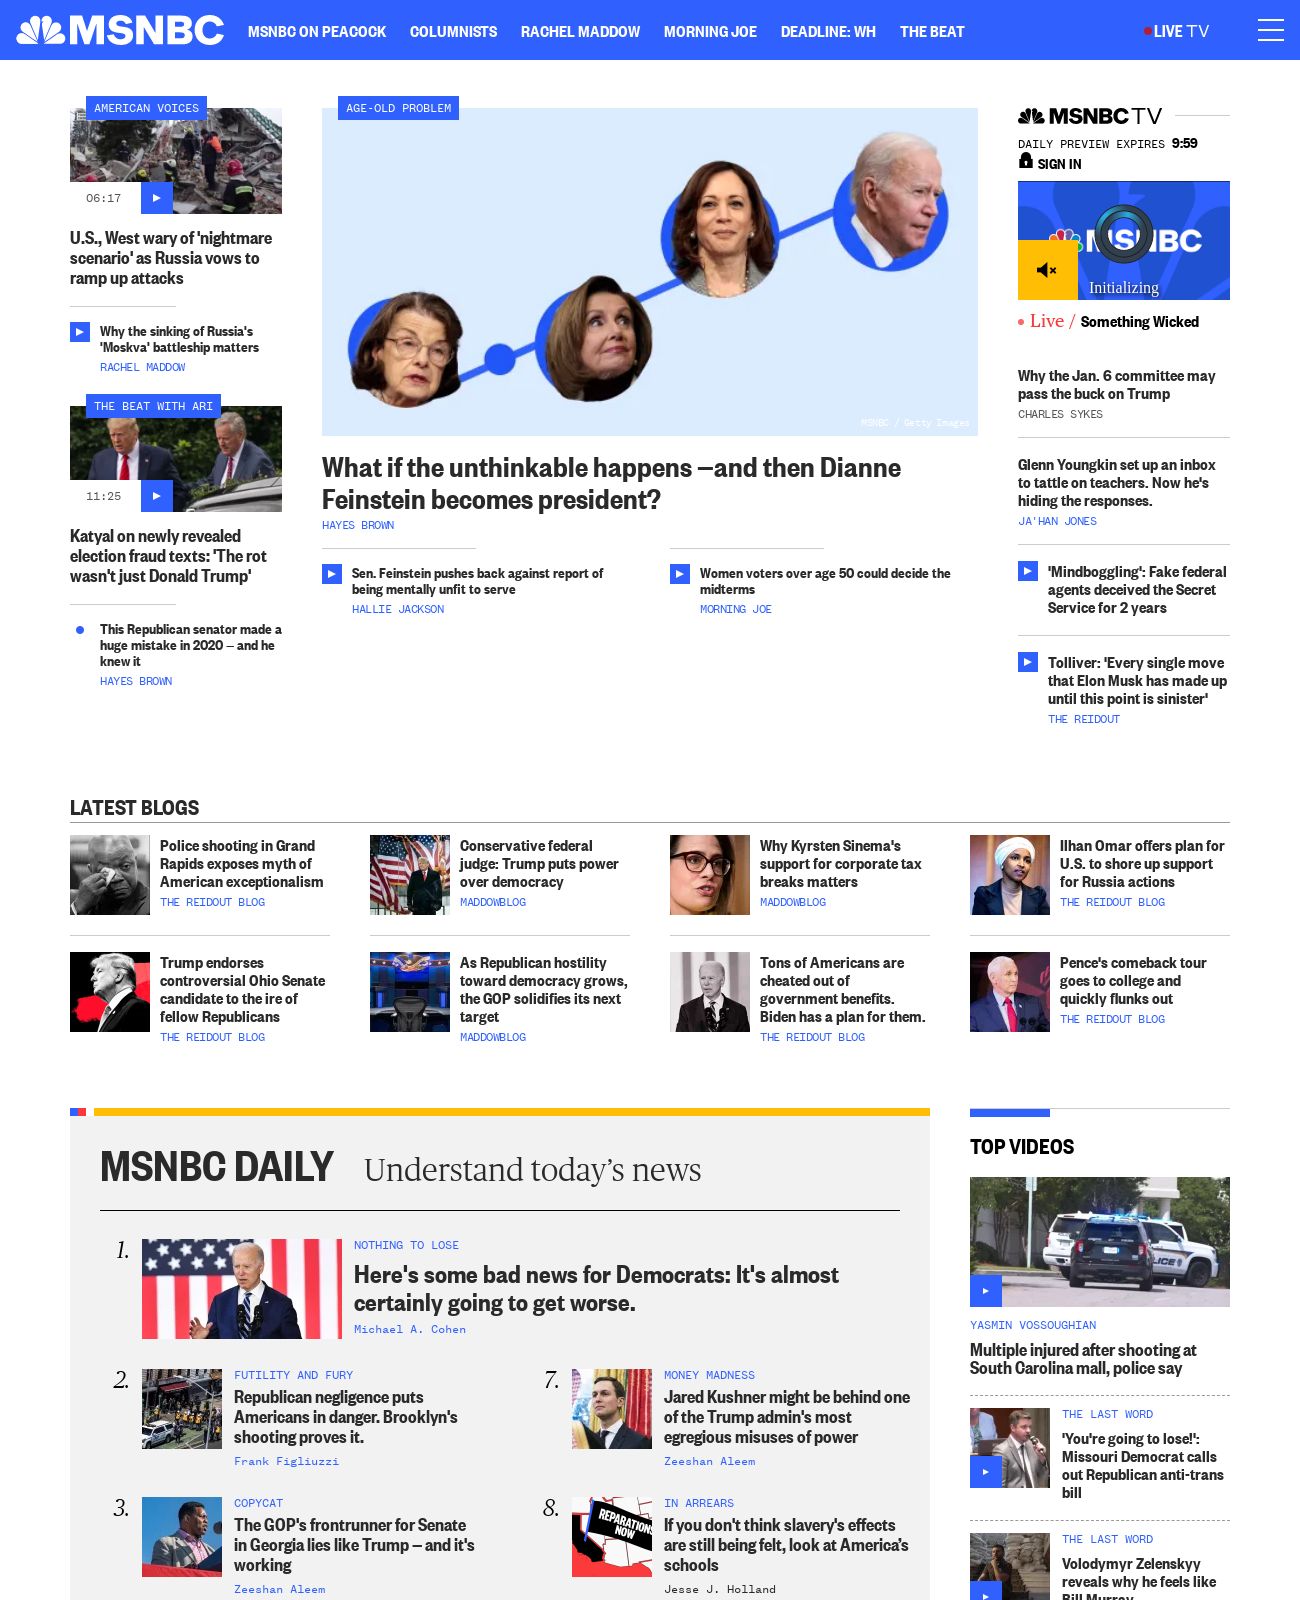 MSNBC
MSNBC ON PEACOCK
COLUMNISTS
RACHEL MADDOW
MORNING JOE
DEADLINE: WH
THE BEAT
LIVE TV
AMERICAN VOICES
06:17
U.S., West wary of 'nightmare
scenario' as Russia vows to
ramp up attacks
Why the sinking of Russia's
'Moskva' battleship matters
RACHEL MADDOW
THE BEAT WITH ARI
11:25
Katyal on newly revealed
election fraud texts: 'The rot
wasn't just Donald Trump'
This Republican senator made a
huge mistake in 2020 – and he
knew it
HAYES BROWN
AGE-OLD PROBLEM
MSNBC / Getty Images
What if the unthinkable happens —and then Dianne
Feinstein becomes president?
HAYES BROWN
Sen. Feinstein pushes back against report of
being mentally unfit to serve
HALLIE JACKSON
Women voters over age 50 could decide the
midterms
MORNING JOE
MSNBC TV
DAILY PREVIEW EXPIRES 9:59
SIGN IN
MSNBC
Initializing
Live / Something Wicked
Why the Jan. 6 committee may
pass the buck on Trump
CHARLES SYKES
Glenn Youngkin set up an inbox
to tattle on teachers. Now he's
hiding the responses.
JA'HAN JONES
'Mindboggling': Fake federal
agents deceived the Secret
Service for 2 years
Tolliver: 'Every single move
that Elon Musk has made up
until this point is sinister'
THE REIDOUT
LATEST BLOGS
Police shooting in Grand
Rapids exposes myth of
American exceptionalism
THE REIDOUT BLOG
Conservative federal
judge: Trump puts power
over democracy
MADDOWBLOG
Why Kyrsten Sinema's
support for corporate tax
breaks matters
MADDOWBLOG
Ilhan Omar offers plan for
U.S. to shore up support
for Russia actions
THE REIDOUT BLOG
Trump endorses
controversial Ohio Senate
candidate to the ire of
fellow Republicans
THE REIDOUT BLOG
As Republican hostility
toward democracy grows,
the GOP solidifies its next
target
MADDOWBLOG
Tons of Americans are
cheated out of
government benefits.
Biden has a plan for them.
THE REIDOUT BLOG
Pence's comeback tour
goes to college and
quickly flunks out
THE REIDOUT BLOG
MSNBC DAILY
Understand today's news
1.
NOTHING TO LOSE
Here's some bad news for Democrats: It's almost
certainly going to get worse.
Michael A. Cohen
2.
FUTILITY AND FURY
Republican negligence puts
Americans in danger. Brooklyn's
shooting proves it.
Frank Figliuzzi
3.
COPYCAT
The GOP's frontrunner for Senate
in Georgia lies like Trump – and it's
working
Zeeshan Aleem
7.
MONEY MADNESS
Jared Kushner might be behind one
of the Trump admin's most
egregious misuses of power
Zeeshan Aleem
8.
REPARATIONS
NOW
IN ARREARS
If you don't think slavery's effects
are still being felt, look at America's
schools
Jesse J. Holland
TOP VIDEOS
POLICE
YASMIN VOSSOUGHIAN
Multiple injured after shooting at
South Carolina mall, police say
THE LAST WORD
'You're going to lose!':
Missouri Democrat calls
out Republican anti-trans
bill
THE LAST WORD
Volodymyr Zelenskyy
reveals why he feels like
Bill Murray